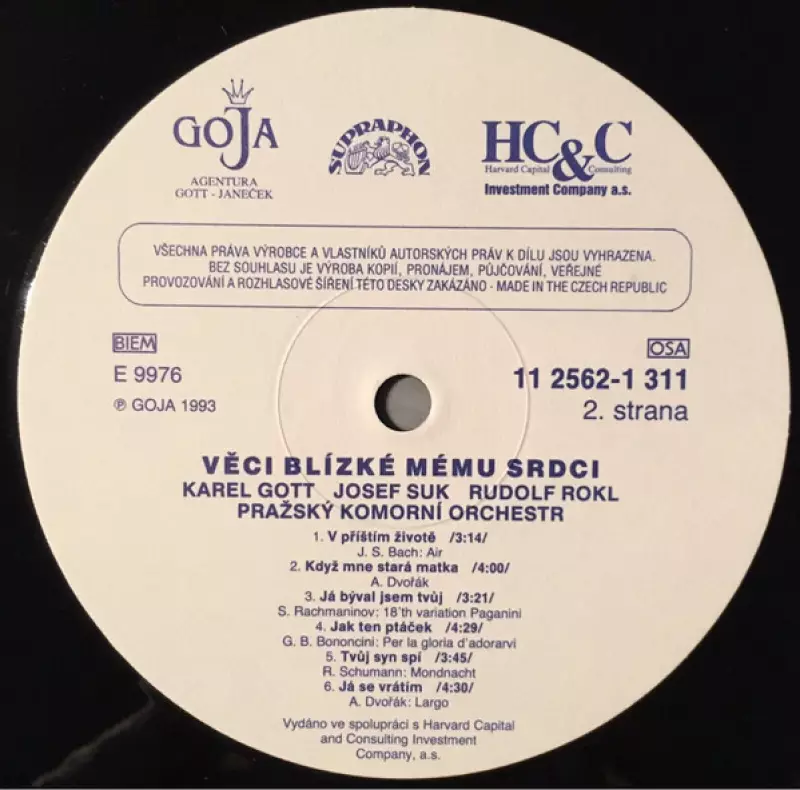 GOJA
AGENTURA
GOTT - JANEČEK
SUPRAPHON
HC&C
Harvard Capital Consulting
Investment Company a.s.
VŠECHNA PRÁVA VÝROBCE A VLASTNÍKŮ AUTORSKÝCH PRÁV K DÍLU JSOU VYHRAZENA.
BEZ SOUHLASU JE VÝROBA KOPIÍ, PRONÁJEM, PŮJČOVÁNÍ, VEŘEJNÉ
PROVOZOVÁNÍ A ROZHLASOVÉ ŠÍŘENÍ TÉTO DESKY ZAKÁZÁNO - MADE IN THE CZECH REPUBLIC
BIEM
OSA
E 9976
11 2562-1 311
℗ GOJA 1993
2. strana
VĚCI BLÍZKÉ MÉMU SRDCI
KAREL GOTT JOSEF SUK RUDOLF ROKL
PRAŽSKÝ KOMORNÍ ORCHESTR
1. V příštím životě /3:14/
J. S. Bach: Air
2. Když mne stará matka /4:00/
A. Dvořák
3. Já býval jsem tvůj /3:21/
S. Rachmaninov: 18'th variation Paganini
4. Jak ten ptáček /4:29/
G. B. Bononcini: Per la gloria d'adorarvi
5. Tvůj syn spí /3:45/
R. Schumann: Mondnacht
6. Já se vrátím /4:30/
A. Dvořák: Largo
Vydáno ve spolupráci s Harvard Capital
and Consulting Investment
Company, a.s.